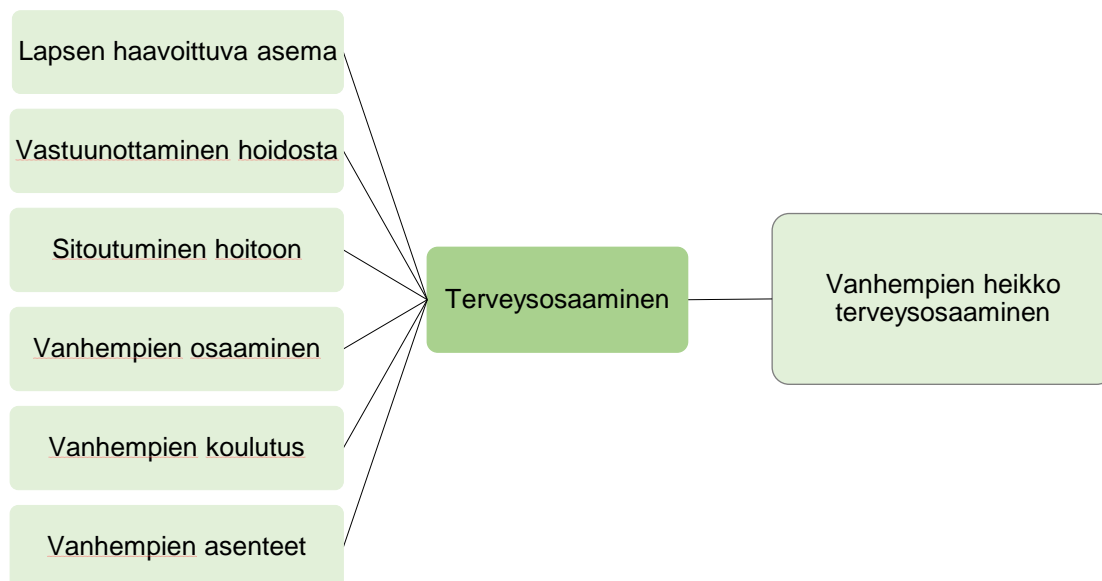 Lapsen haavoittuva asema
Vastuunottaminen hoidosta
Sitoutuminen hoitoon
Vanhempien osaaminen
Vanhempien koulutus
Vanhempien asenteet
Terveysosaaminen
Vanhempien heikko
terveysosaaminen